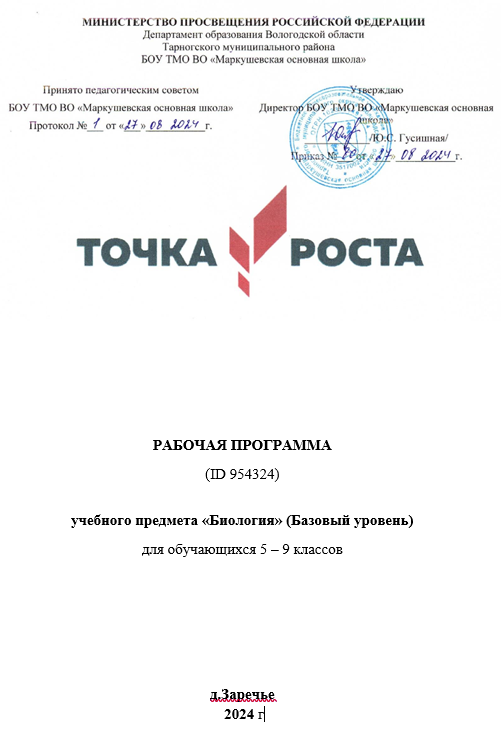 МИНИСТЕРСТВО ПРОСВЕЩЕНИЯ РОССИЙСКОЙ ФЕДЕРАЦИИ
Департамент образования Вологодской области
Тарногского муниципального района
БОУ ТМО ВО «Маркушевская основная школа»
Принято педагогическим советом
БОУ ТМО ВО «Маркушевская основная школа»
Протокол № 1 от «27» 08 2024 г.
Утверждаю
Директор БОУ ТМО ВО «Маркушевская основная
школа»
/Ю.С. Гусишная/
Приказ № от «27» 08 2024 г.
ТОЧКА РОСТА
РАБОЧАЯ ПРОГРАММА
(ID 954324)
учебного предмета «Биология» (Базовый уровень)
для обучающихся 5 – 9 классов
д.Заречье
2024 г